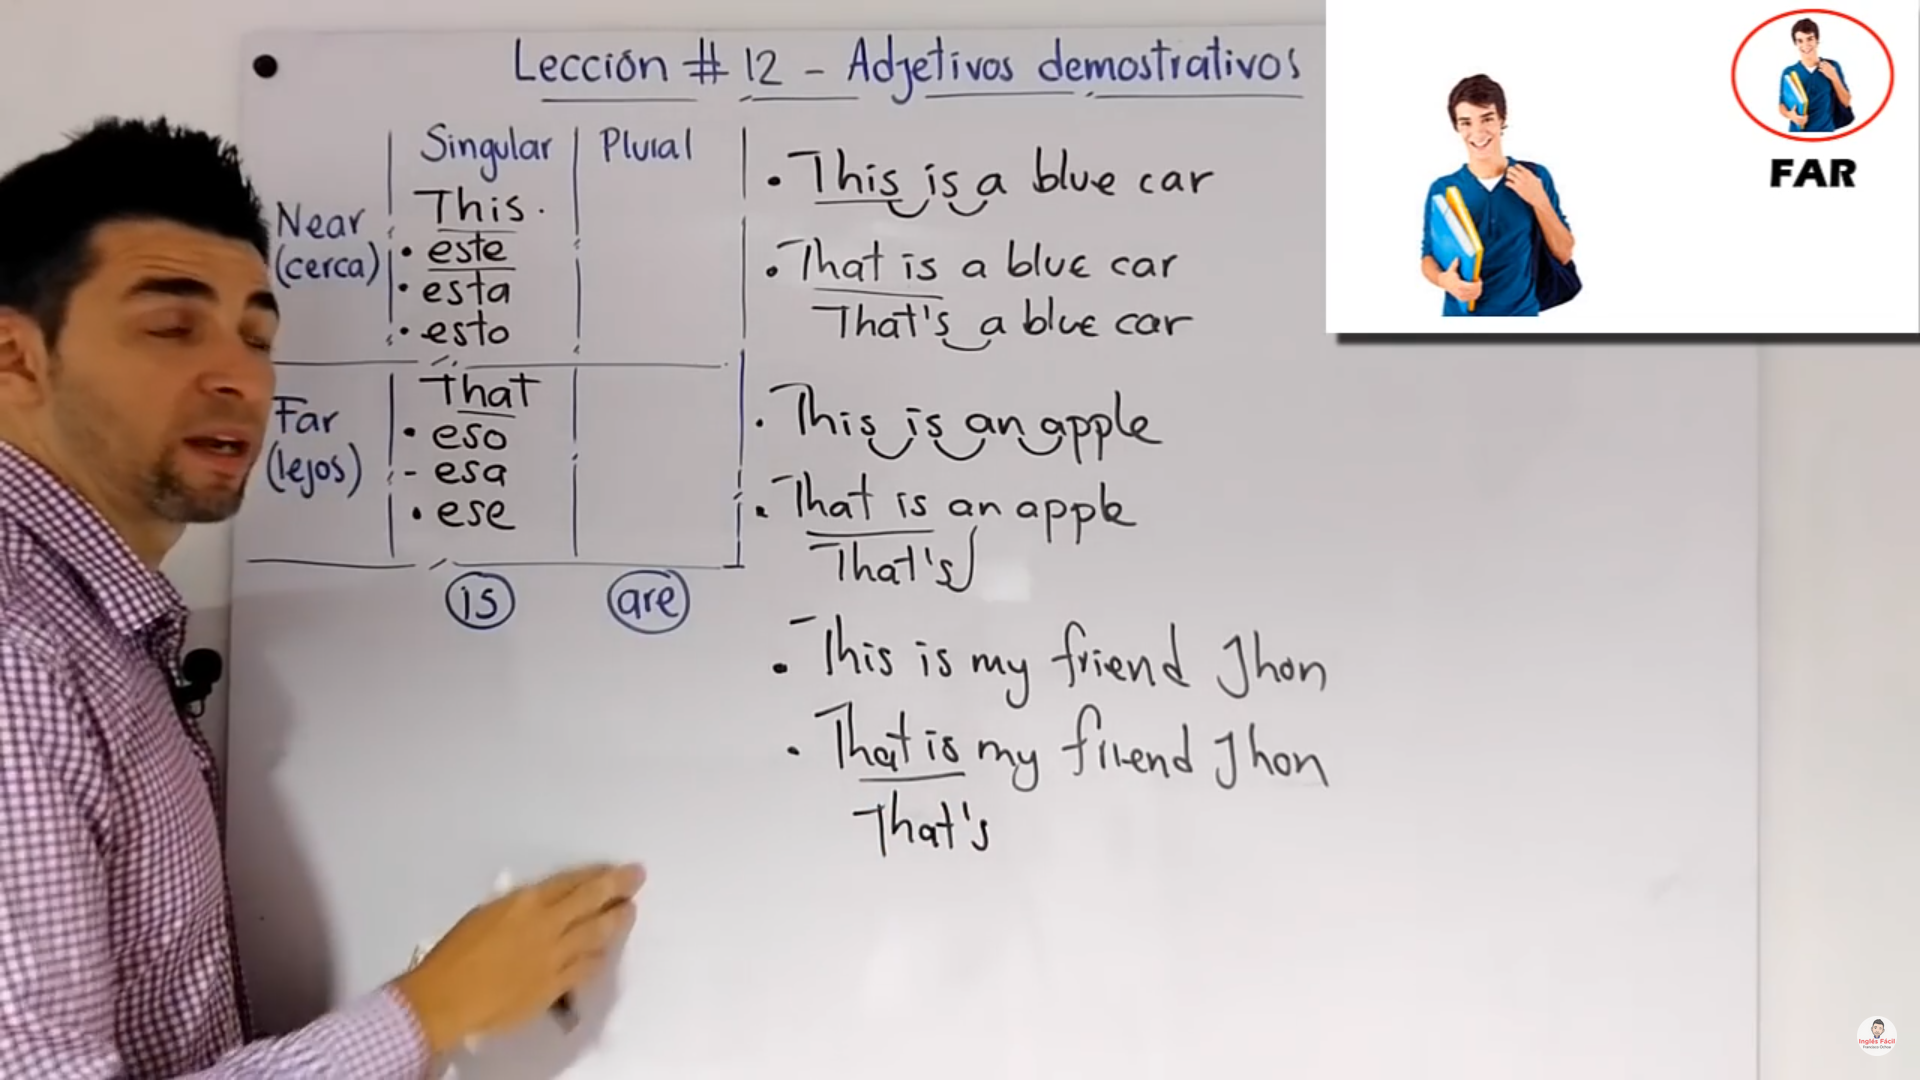 Lección # 12 - Adjetivos demostrativos
Singular Plural
Near
(cerca)
This.
• este
• esta
• esto
Far
(lejos)
That
• eso
- esa
• ese
is are
• This is a blue car
• That is a blue car
That's a blue car
• This is an apple
• That is an apple
That's
• This is my friend Jhon
• That is my friend Jhon
That's
FAR
Inglés Fácil